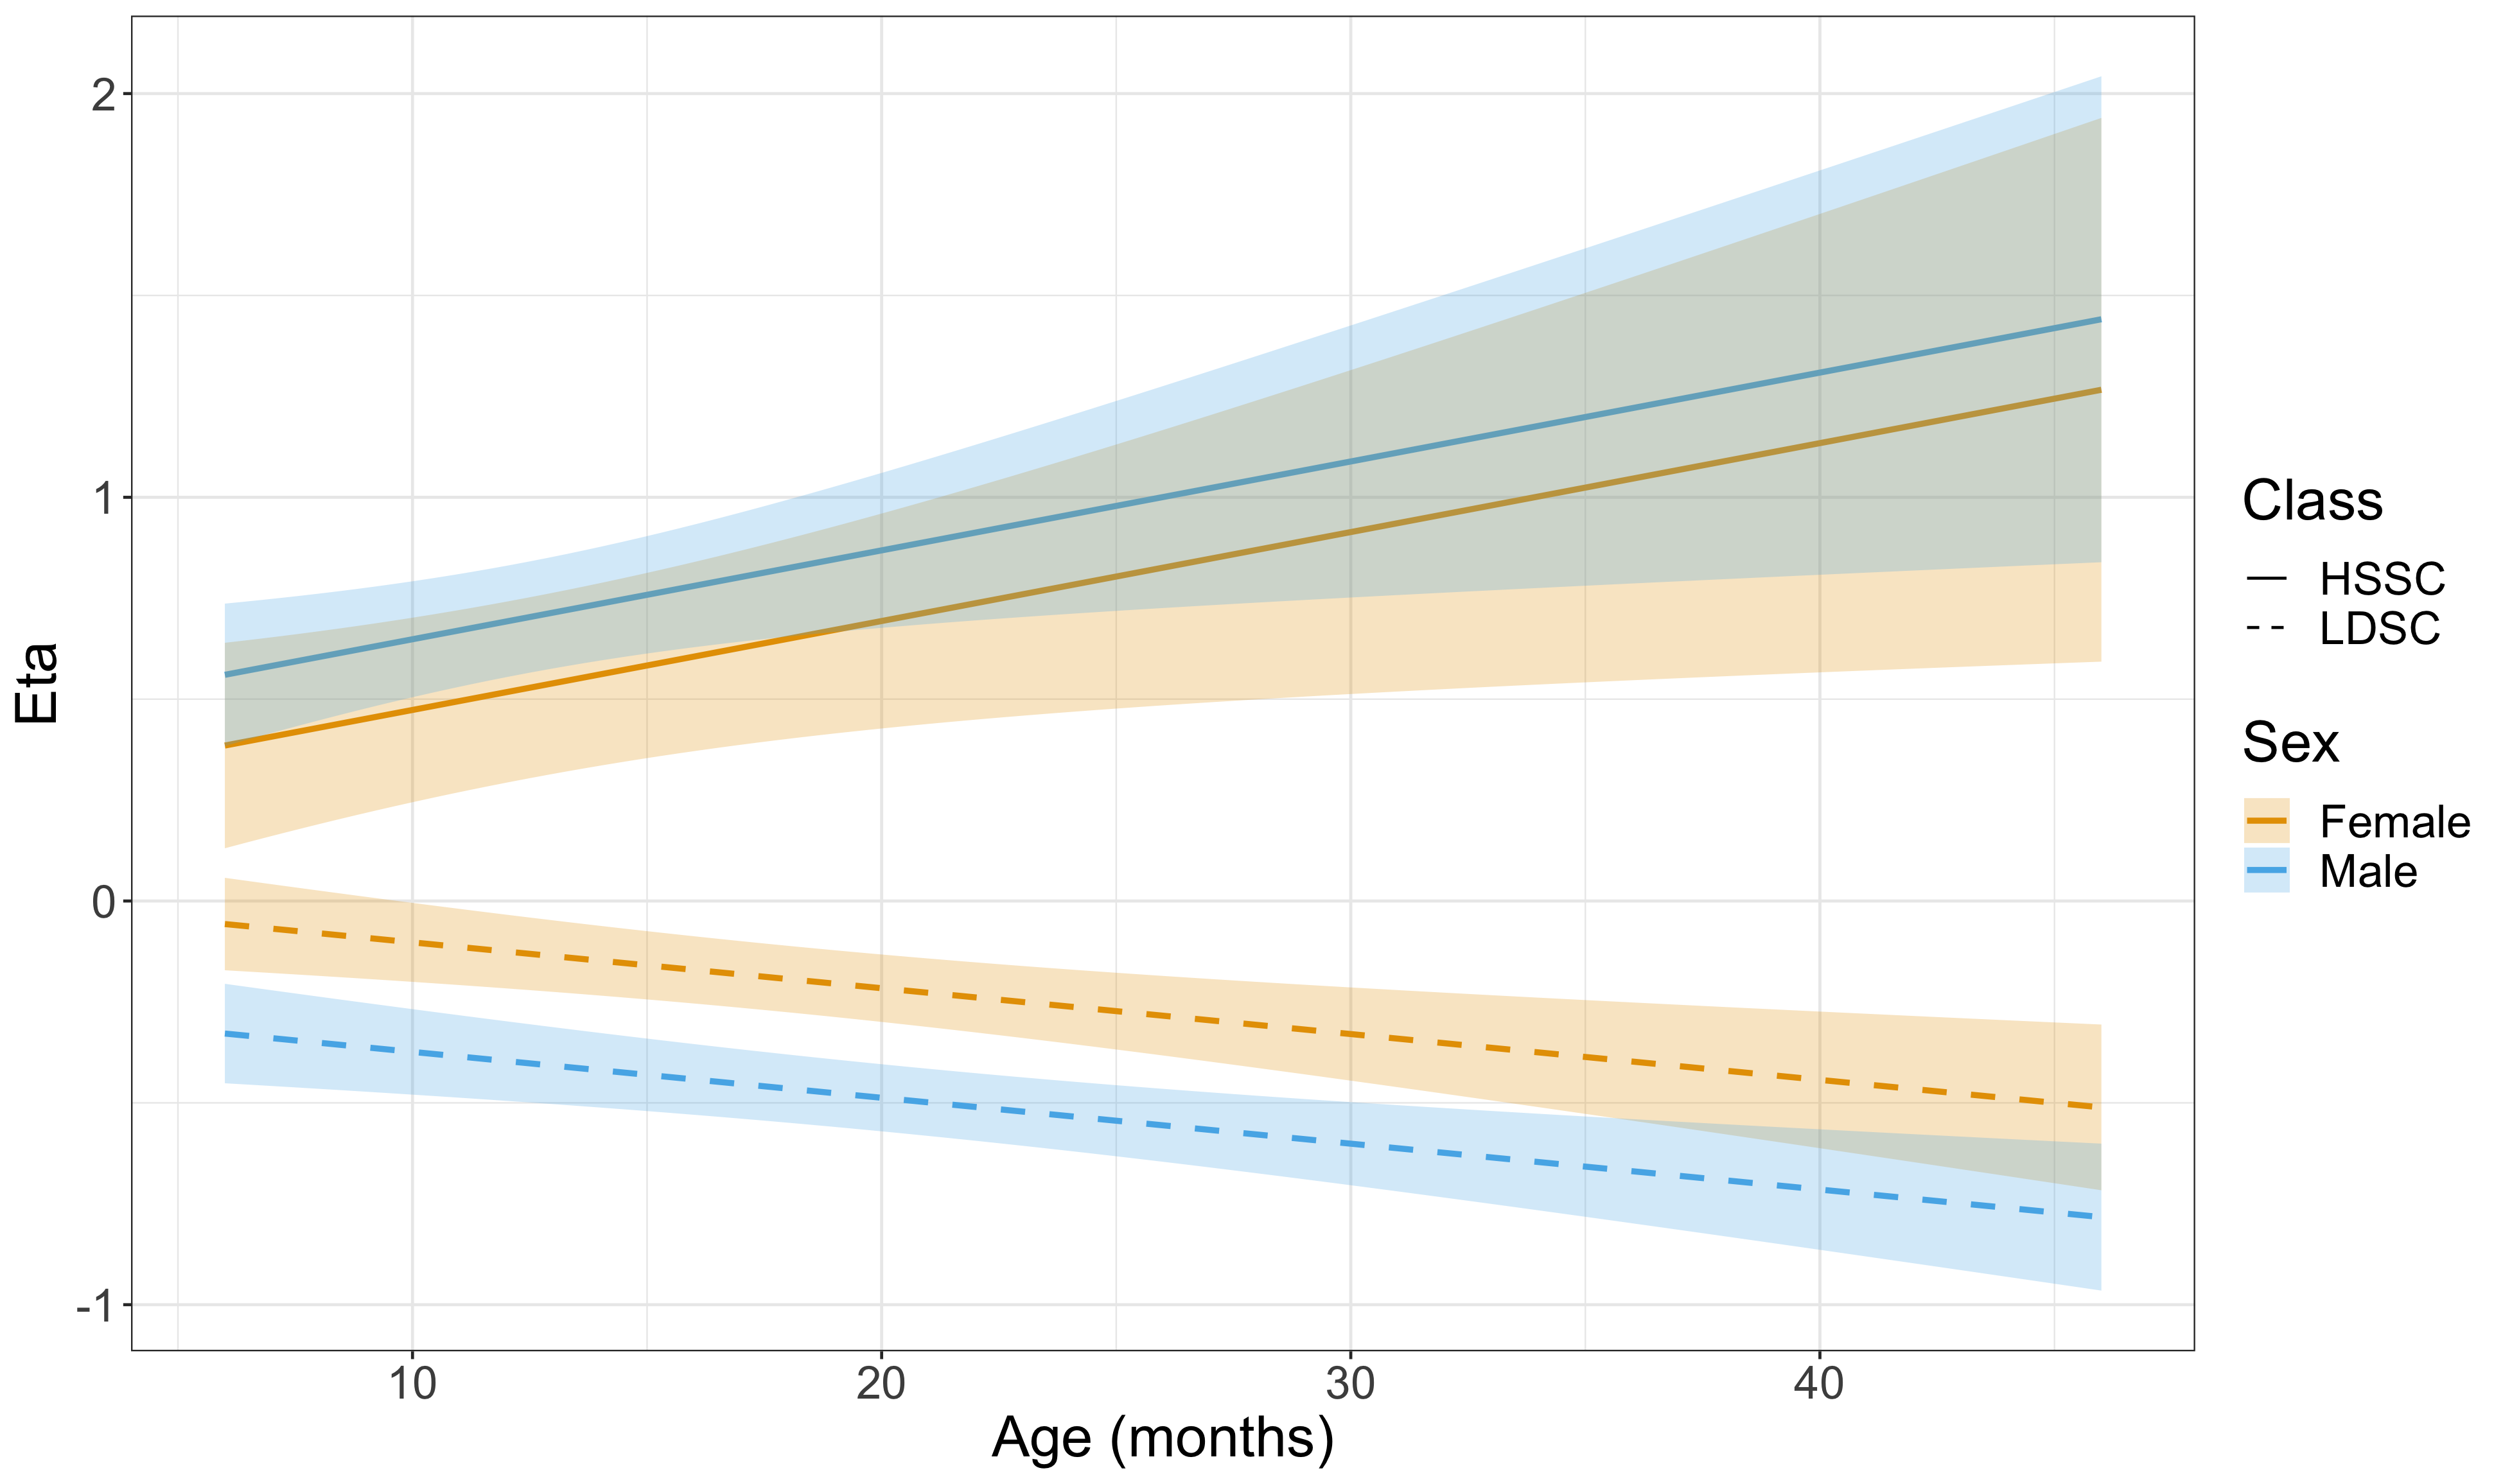 Eta
2
1
0
-1
10 20 30 40
Age (months)
Class
HSSC
LDSC
Sex
Female
Male